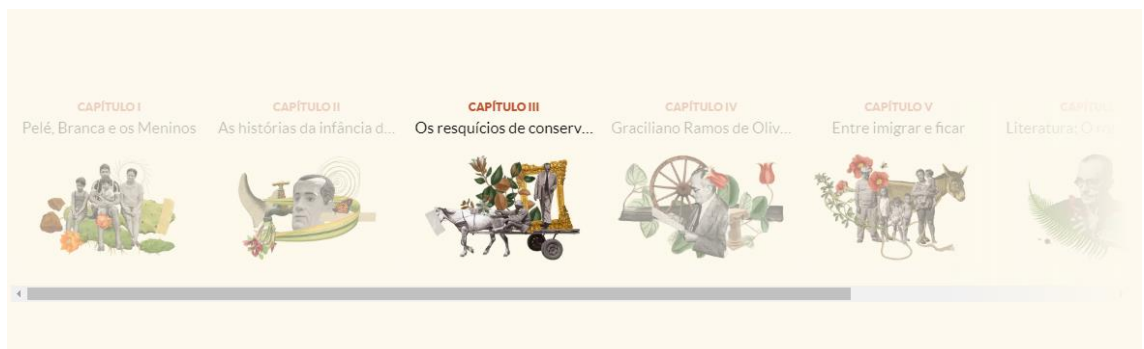 CAPÍTULO I
Pelé, Branca e os Meninos
CAPÍTULO II
As histórias da infância d...
CAPÍTULO III
Os resquícios de conserv...
CAPÍTULO IV
Graciliano Ramos de Oliv...
CAPÍTULO V
Entre imigrar e ficar
Literatura: